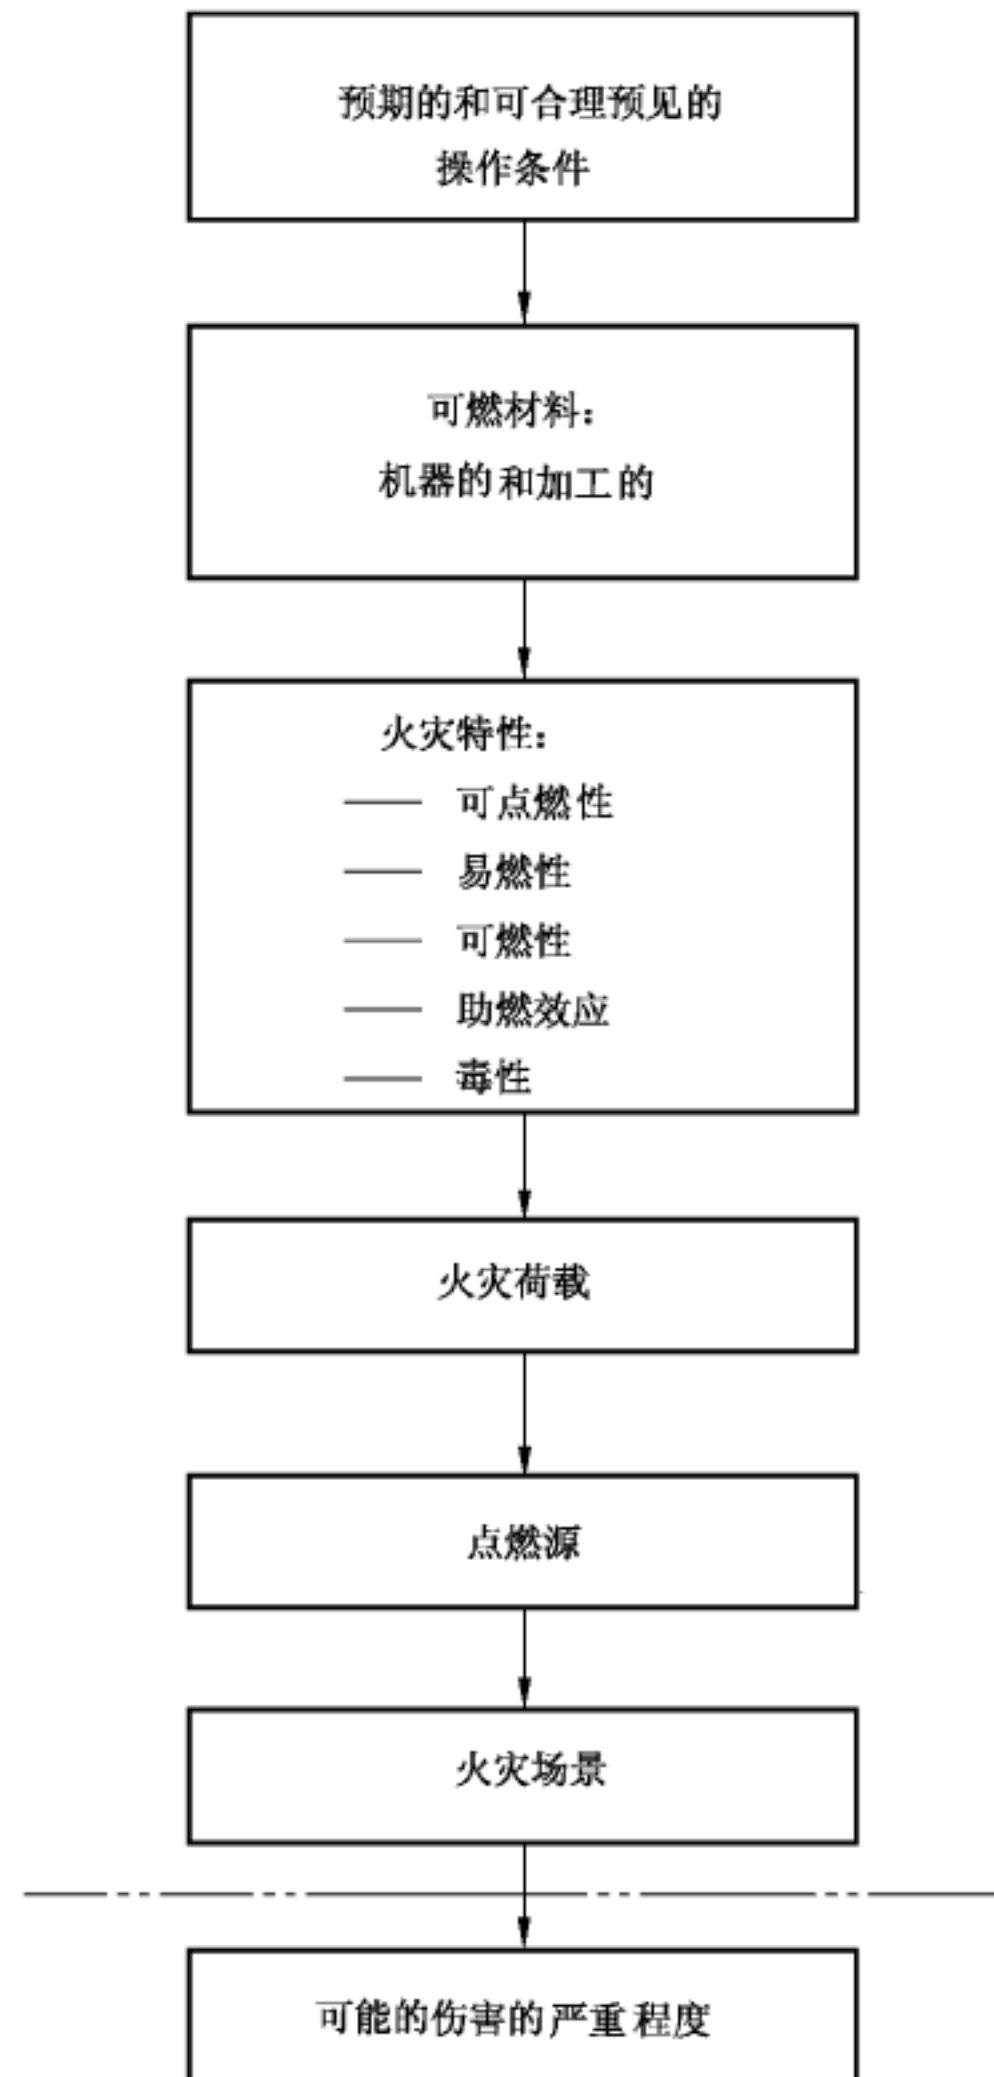 预期的和可合理预见的
操作条件
可燃材料：
机器的和加工的
火灾特性：
—— 可点燃性
—— 易燃性
—— 可燃性
—— 助燃效应
—— 毒性
火灾荷载
点燃源
火灾场景
可能的伤害的严重程度